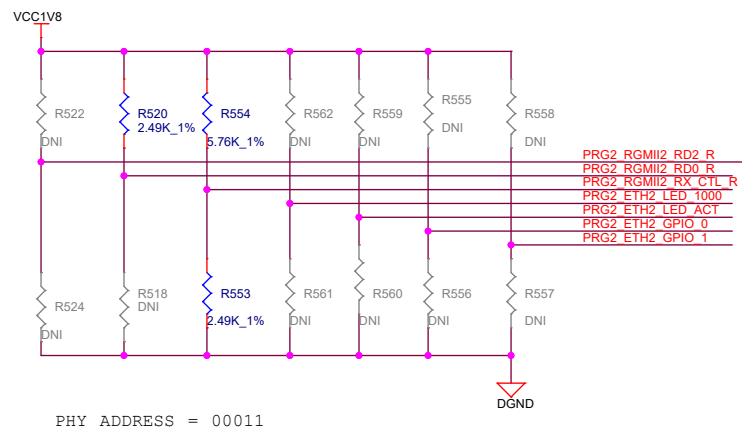 VCC1V8
R522
DNI
R520
2.49K_1%
R554
5.76K_1%
R562
DNI
R559
DNI
R555
DNI
R558
DNI
PRG2_RGMII2_RD2_R
PRG2_RGMII2_RD0_R
PRG2_RGMII2_RX_CTL_R
PRG2_ETH2_LED_1000
PRG2_ETH2_LED_ACT
PRG2_ETH2_GPIO_0
PRG2_ETH2_GPIO_1
R524
DNI
R518
DNI
R553
2.49K_1%
R561
DNI
R560
DNI
R556
DNI
R557
DNI
DGND
PHY ADDRESS = 00011